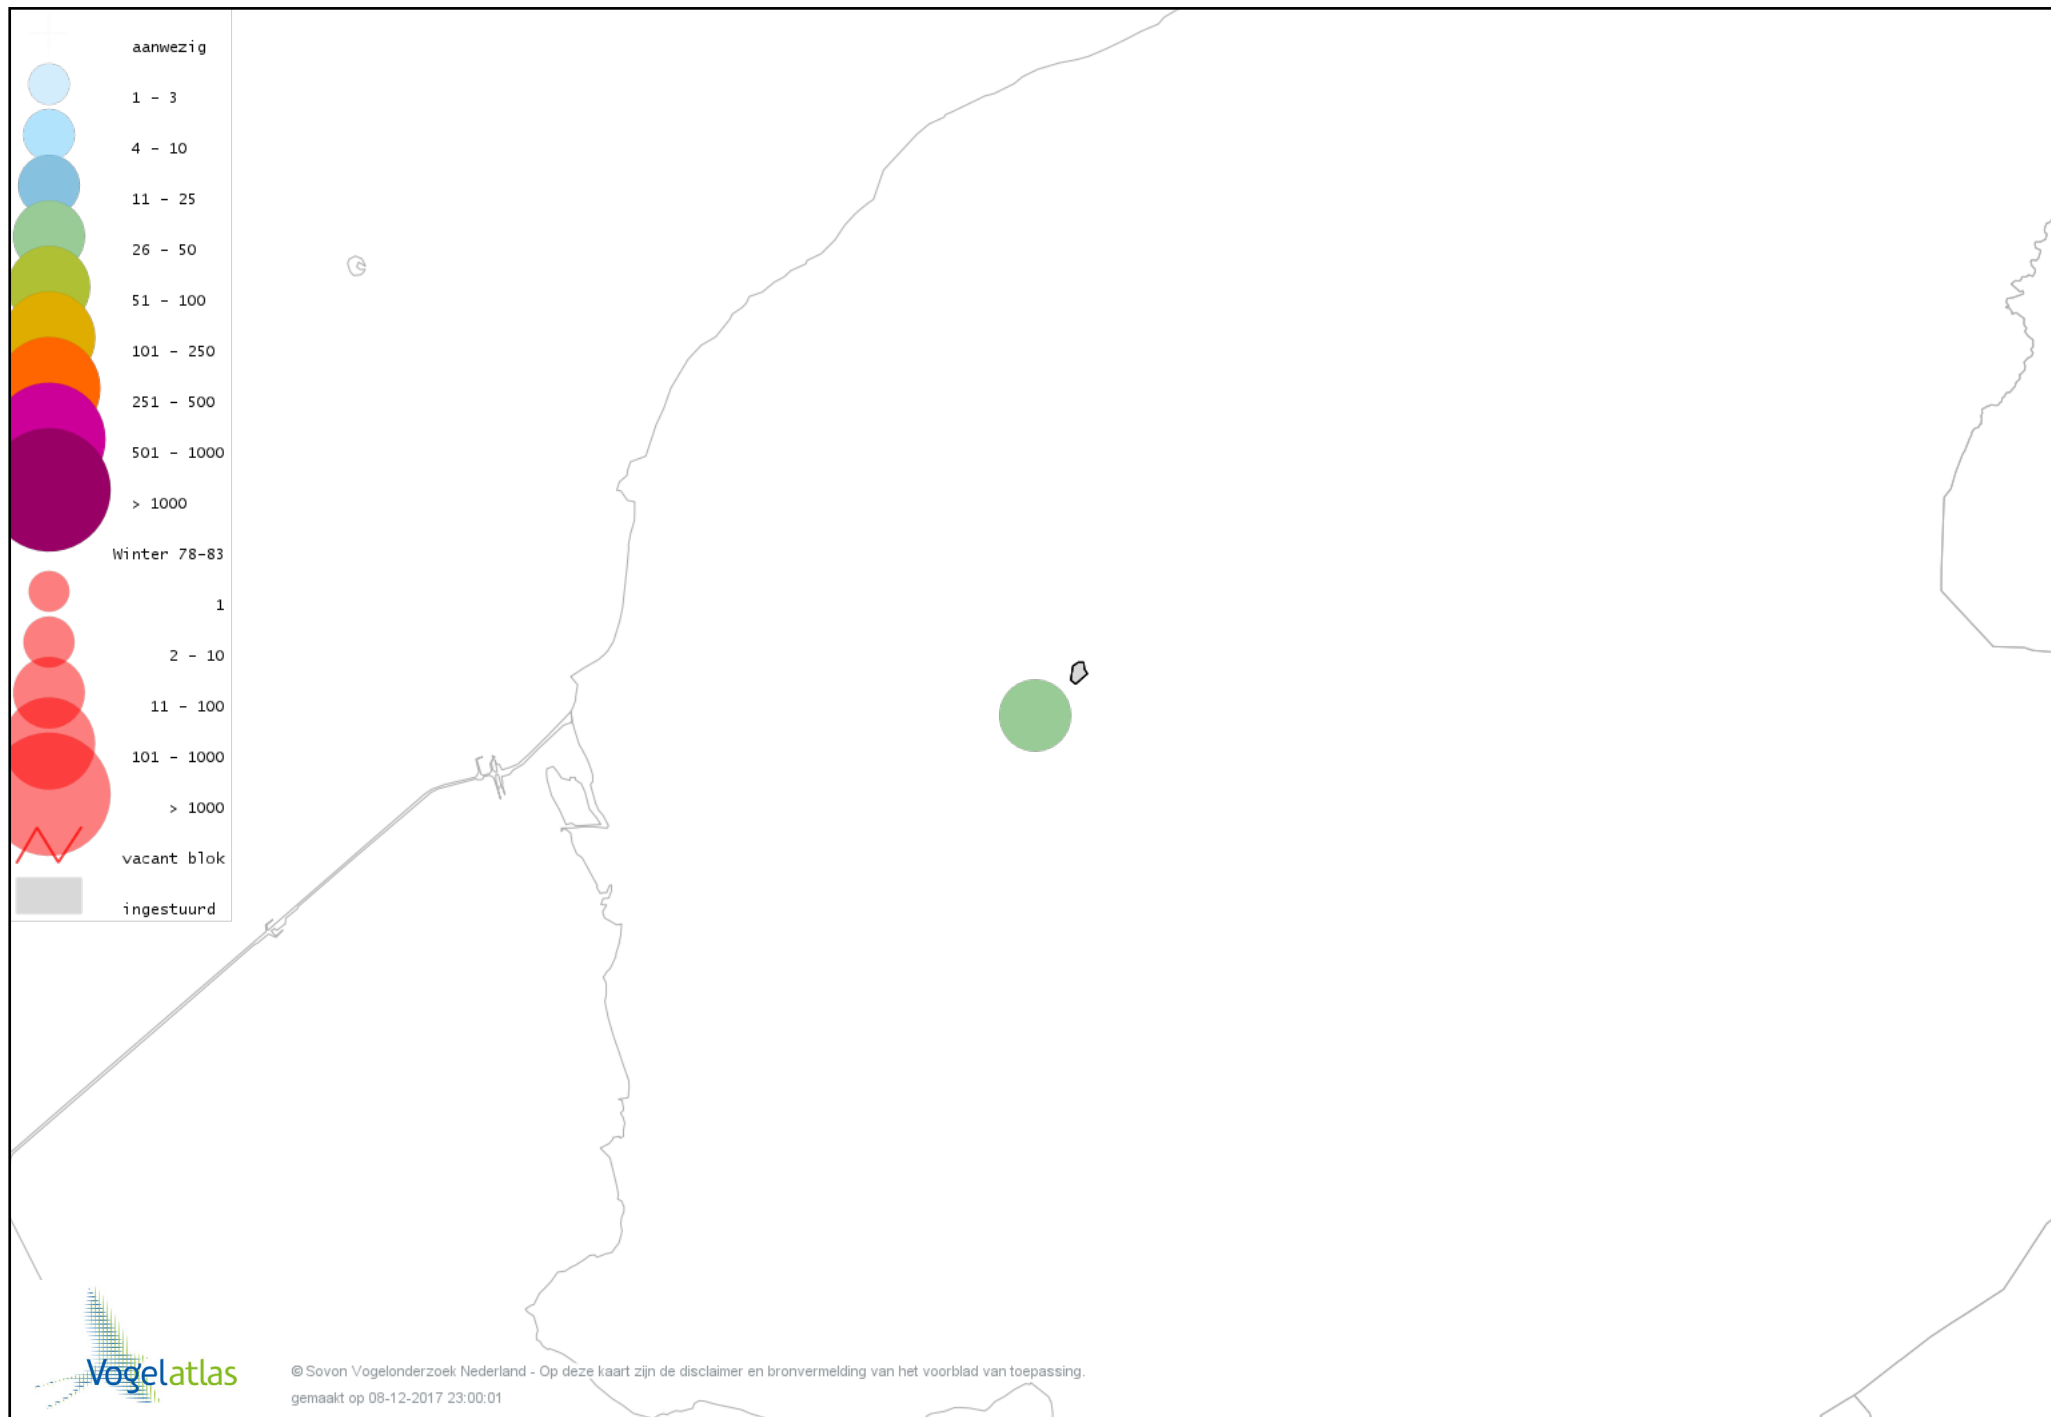 aanwezig
1 - 3
4 - 10
11 - 25
26 - 50
51 - 100
101 - 250
251 - 500
501 - 1000
> 1000
Winter 78-83
1
2 - 10
11 - 100
101 - 1000
> 1000
vacant blok
ingestuurd
Vogelatlas
© Sovon Vogelonderzoek Nederland - Op deze kaart zijn de disclaimer en bronvermelding van het voorblad van toepassing.
gemaakt op 08-12-2017 23:00:01